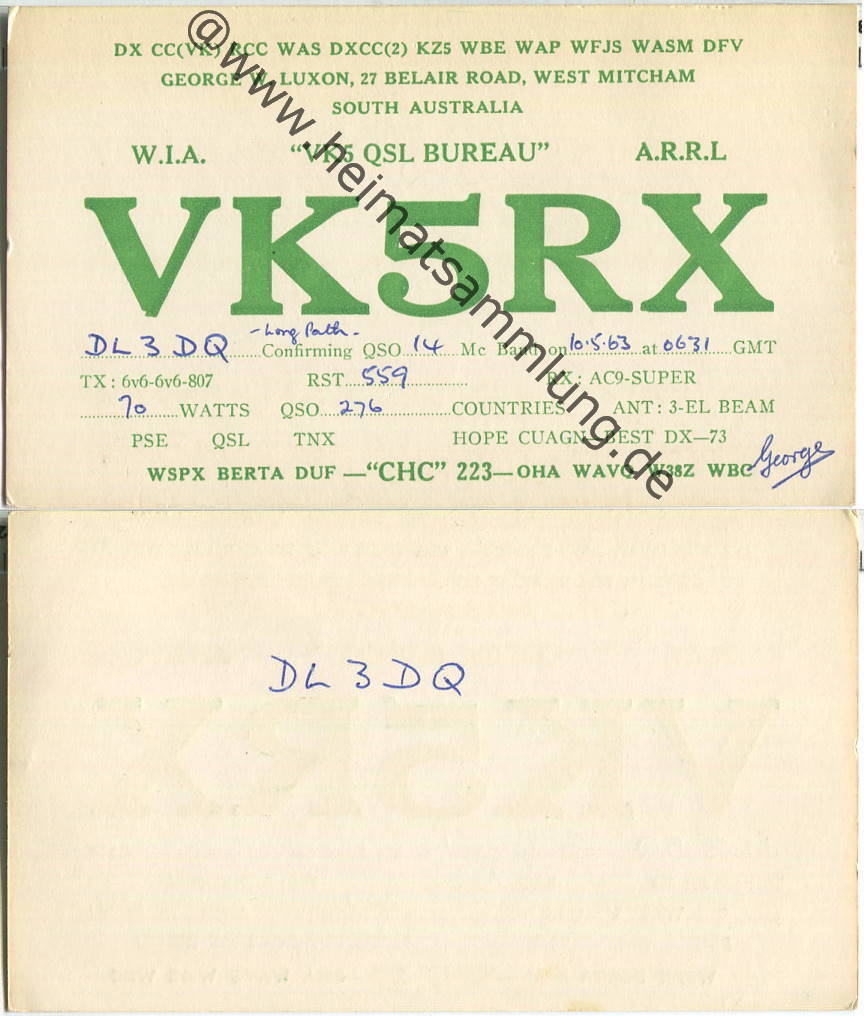 DX CC(VK) RCC WAS DXCC(2) KZ5 WBE WAP WFJS WASM DFV
GEORGE W. LUXON, 27 BELAIR ROAD, WEST MITCHAM
SOUTH AUSTRALIA
W.I.A. "VK5 QSL BUREAU" A.R.R.L
VK5RX
- Long Path -
DL3DQ Confirming QSO 14 Mc Band on 10.5.63 at 0631 GMT
TX: 6v6-6v6-807 RST 559 RX: AC9-SUPER
70 WATTS QSO 276 COUNTRIES ANT: 3-EL BEAM
PSE QSL TNX HOPE CUAGN—BEST DX—73
George
WSPX BERTA DUF —"CHC" 223— OHA WAVQ W38Z WBC
DL3DQ
@www.heimatsammlung.de